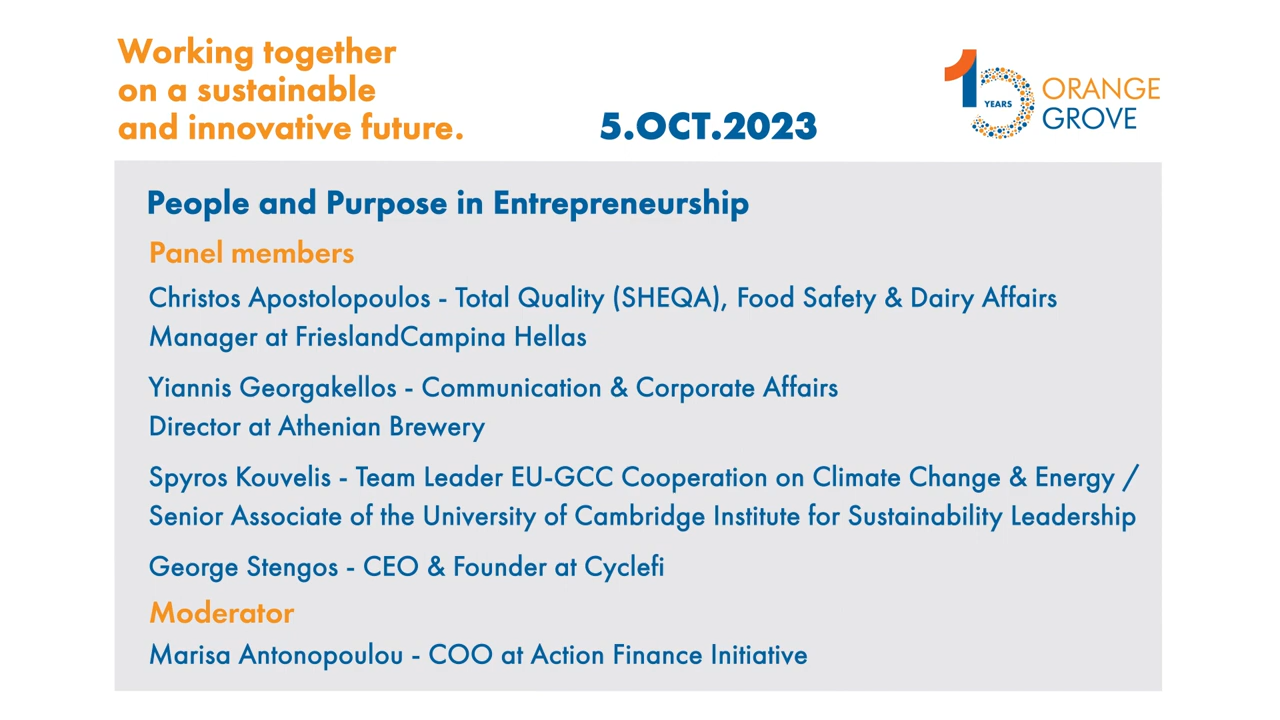 Working together
on a sustainable
and innovative future.
5.OCT.2023
10 YEARS
ORANGE
GROVE
People and Purpose in Entrepreneurship
Panel members
Christos Apostolopoulos - Total Quality (SHEQA), Food Safety & Dairy Affairs
Manager at FrieslandCampina Hellas
Yiannis Georgakellos - Communication & Corporate Affairs
Director at Athenian Brewery
Spyros Kouvelis - Team Leader EU-GCC Cooperation on Climate Change & Energy /
Senior Associate of the University of Cambridge Institute for Sustainability Leadership
George Stengos - CEO & Founder at Cyclefi
Moderator
Marisa Antonopoulou - COO at Action Finance Initiative